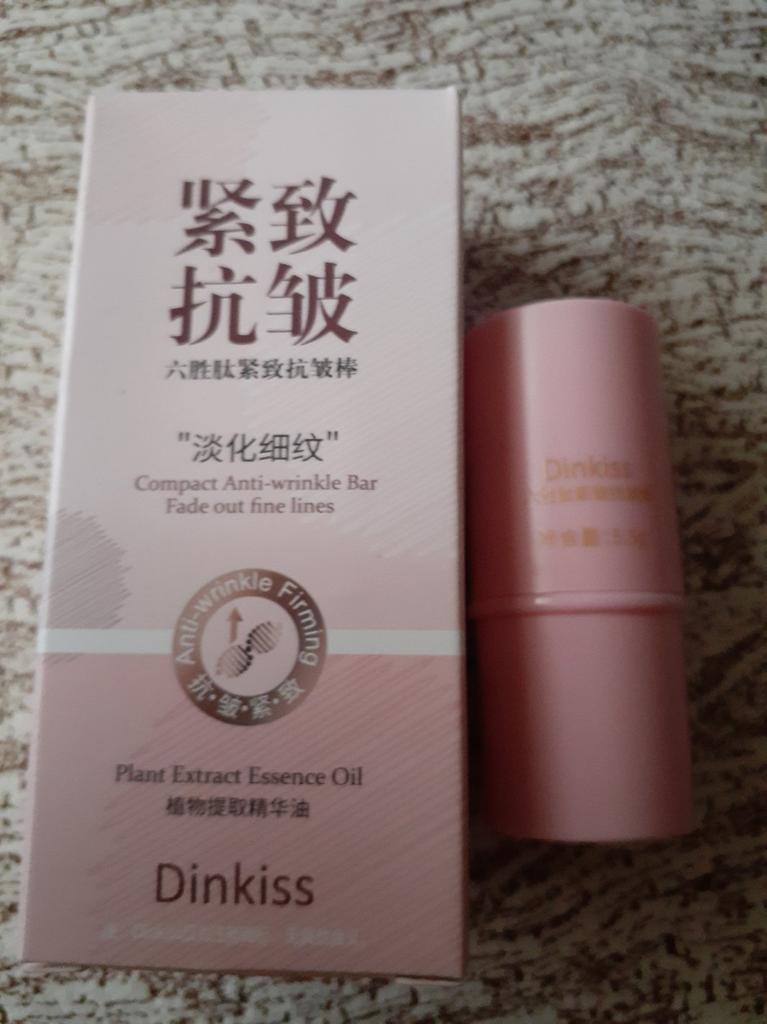 紧致
抗皱
六胜肽紧致抗皱棒
"淡化细纹"
Compact Anti-wrinkle Bar
Fade out fine lines
Anti-wrinkle Firming
抗·皱·紧·致
Plant Extract Essence Oil
植物提取精华油
Dinkiss
Dinkiss